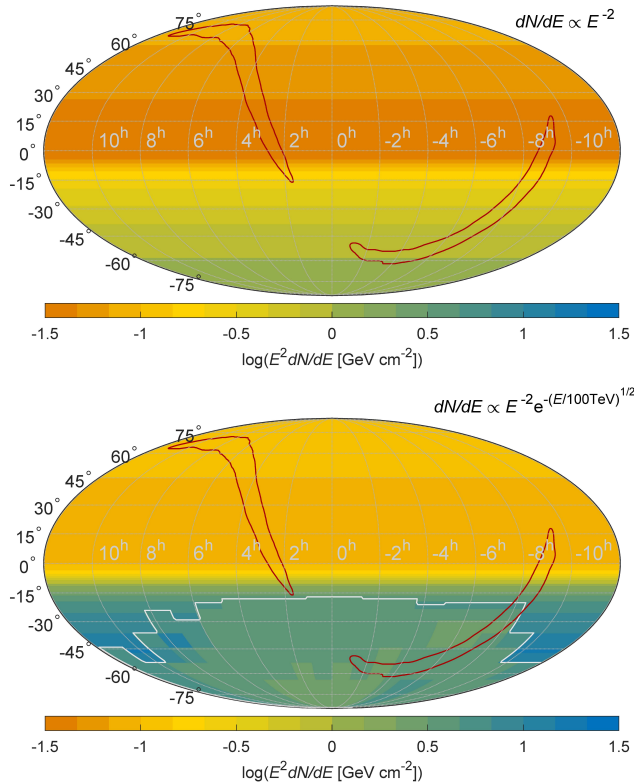 dN/dE ∝ E⁻²
75°
60°
45°
30°
15°
0°
-15°
-30°
-45°
-60°
-75°
10ʰ 8ʰ 6ʰ 4ʰ 2ʰ 0ʰ -2ʰ -4ʰ -6ʰ -8ʰ -10ʰ
-1.5 -1 -0.5 0 0.5 1 1.5
log(E²dN/dE [GeV cm⁻²])
dN/dE ∝ E⁻²e^-(E/100TeV)^1/2
75°
60°
45°
30°
15°
0°
-15°
-30°
-45°
-60°
-75°
10ʰ 8ʰ 6ʰ 4ʰ 2ʰ 0ʰ -2ʰ -4ʰ -6ʰ -8ʰ -10ʰ
-1.5 -1 -0.5 0 0.5 1 1.5
log(E²dN/dE [GeV cm⁻²])